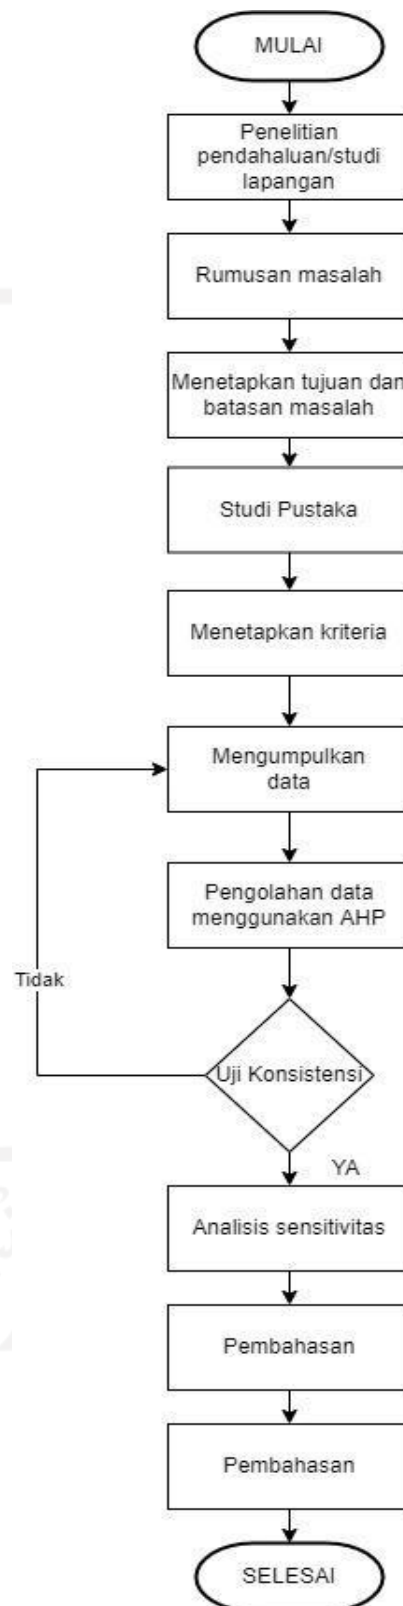 MULAI
Penelitian
pendahaluan/studi
lapangan
Rumusan masalah
Menetapkan tujuan dan
batasan masalah
Studi Pustaka
Menetapkan kriteria
Mengumpulkan
data
Pengolahan data
menggunakan AHP
Tidak
Uji Konsistensi
YA
Analisis sensitivitas
Pembahasan
Pembahasan
SELESAI